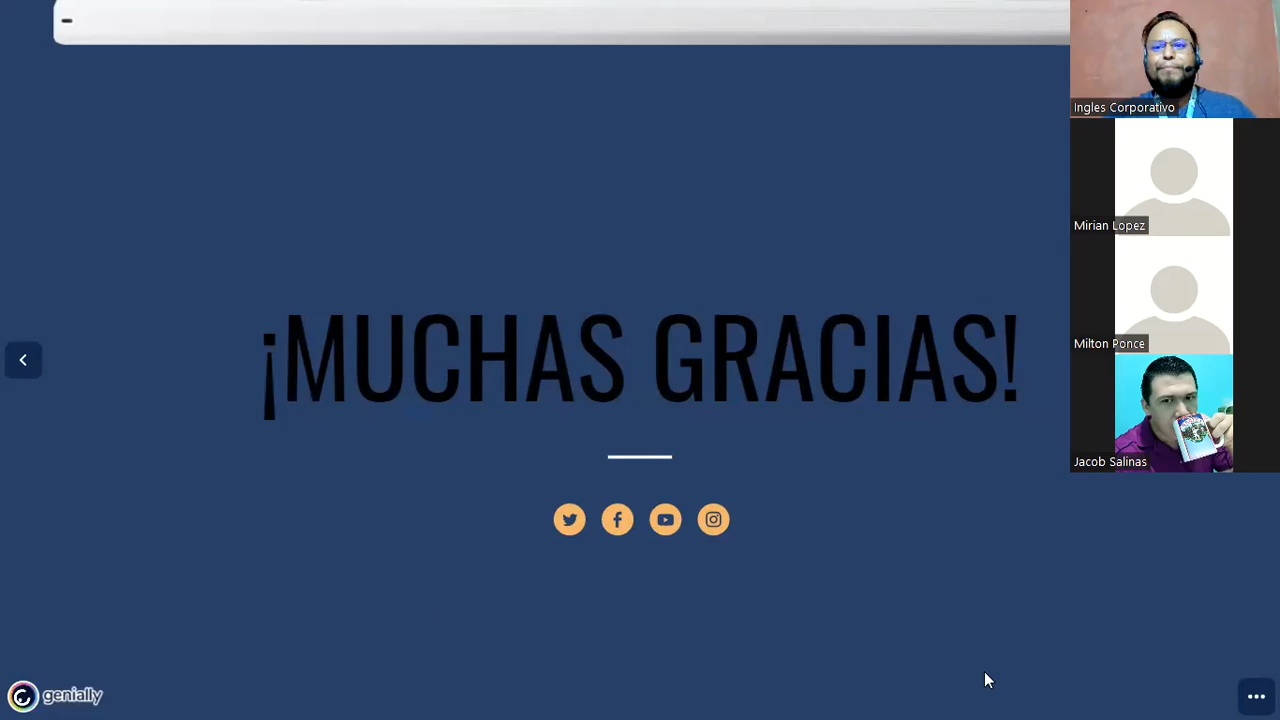 Ingles Corporativo
Mirian Lopez
Milton Ponce
¡MUCHAS GRACIAS!
Jacob Salinas
genially